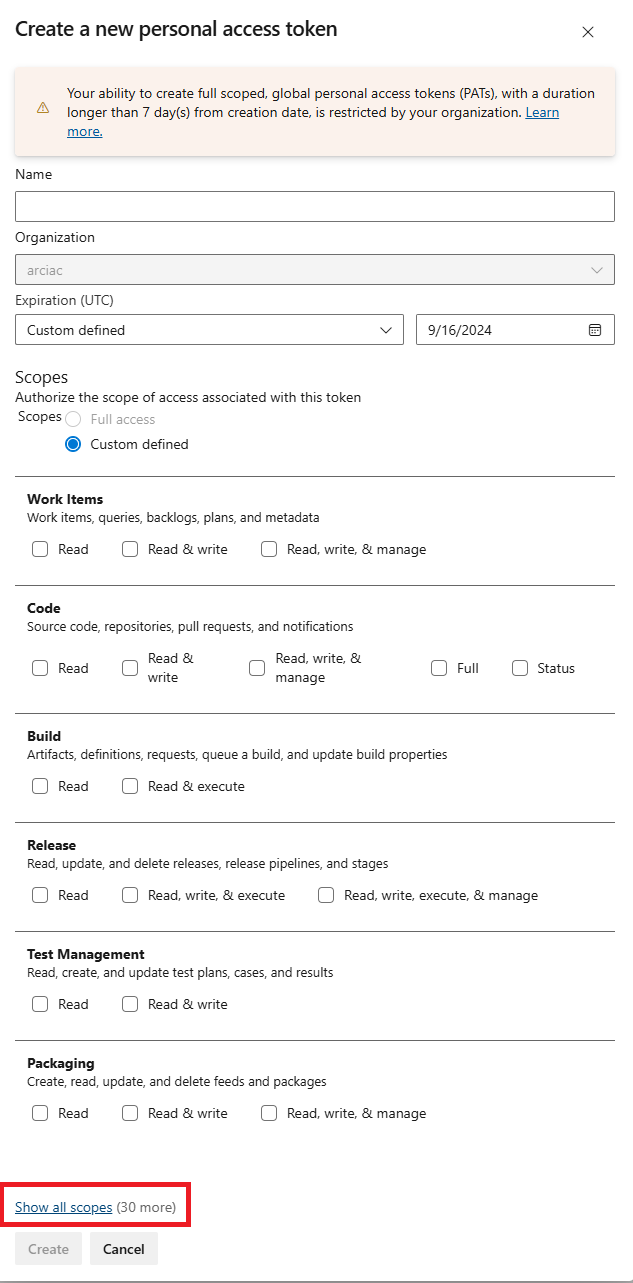 Create a new personal access token
Your ability to create full scoped, global personal access tokens (PATs), with a duration
longer than 7 day(s) from creation date, is restricted by your organization. Learn
more.
Name
Organization
arciac
Expiration (UTC)
Custom defined
9/16/2024
Scopes
Authorize the scope of access associated with this token
Scopes Full access
Custom defined
Work Items
Work items, queries, backlogs, plans, and metadata
Read Read & write Read, write, & manage
Code
Source code, repositories, pull requests, and notifications
Read Read & write Read, write, & manage Full Status
Build
Artifacts, definitions, requests, queue a build, and update build properties
Read Read & execute
Release
Read, update, and delete releases, release pipelines, and stages
Read Read, write, & execute Read, write, execute, & manage
Test Management
Read, create, and update test plans, cases, and results
Read Read & write
Packaging
Create, read, update, and delete feeds and packages
Read Read & write Read, write, & manage
Show all scopes (30 more)
Create Cancel